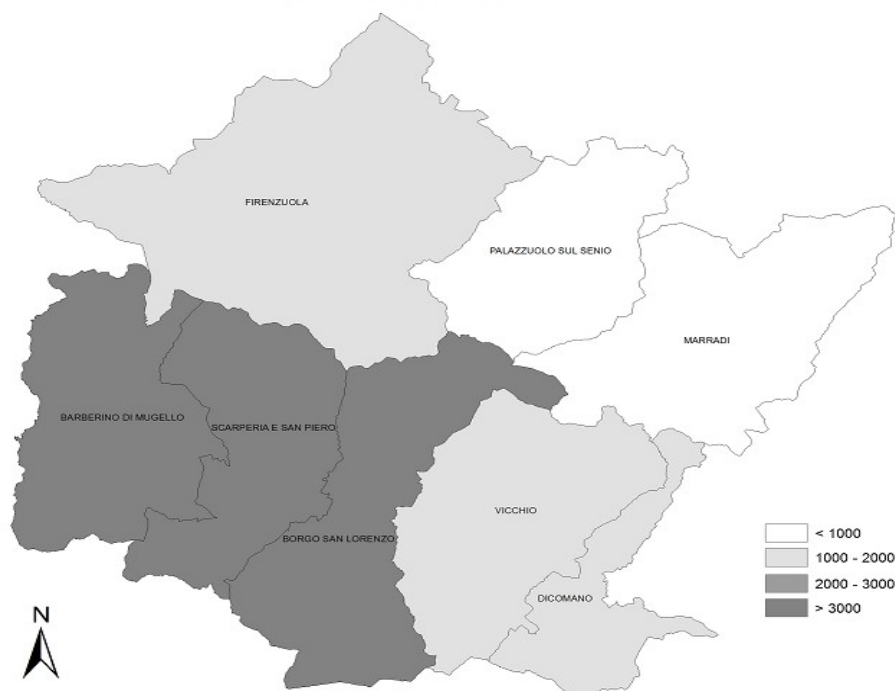 FIRENZUOLA
PALAZZUOLO SUL SENIO
MARRADI
BARBERINO DI MUGELLO
SCARPERIA E SAN PIERO
VICCHIO
BORGO SAN LORENZO
DICOMANO
< 1000
1000 - 2000
2000 - 3000
> 3000
N